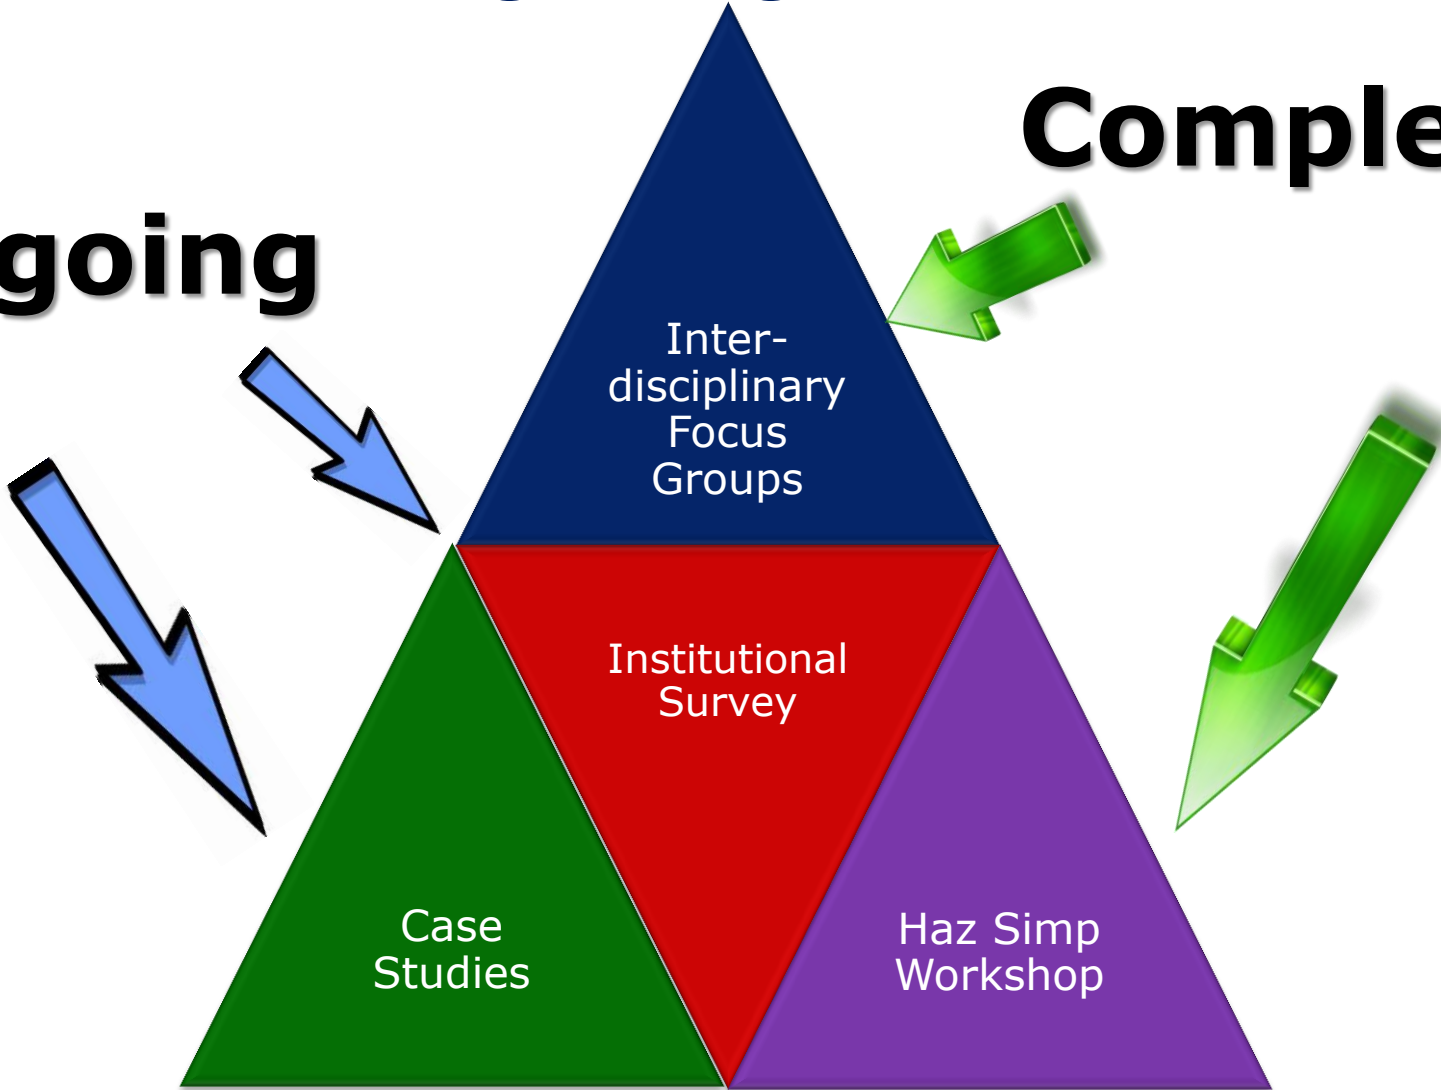 Comple
going
Inter-
disciplinary
Focus
Groups
Institutional
Survey
Case
Studies
Haz Simp
Workshop